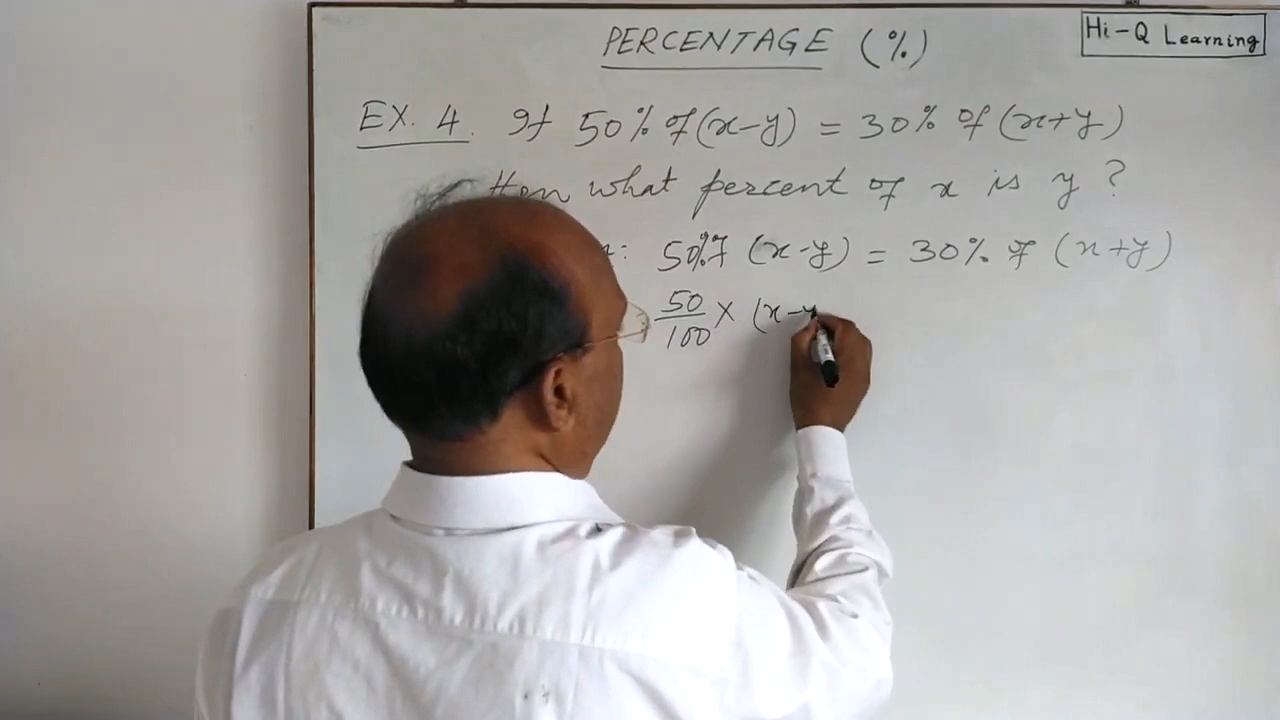 PERCENTAGE (%)
Hi-Q Learning
EX. 4. If 50% of (x-y) = 30% of (x+y)
then what percent of x is y ?
: 50% of (x-y) = 30% of (x+y)
50/100 × (x-y